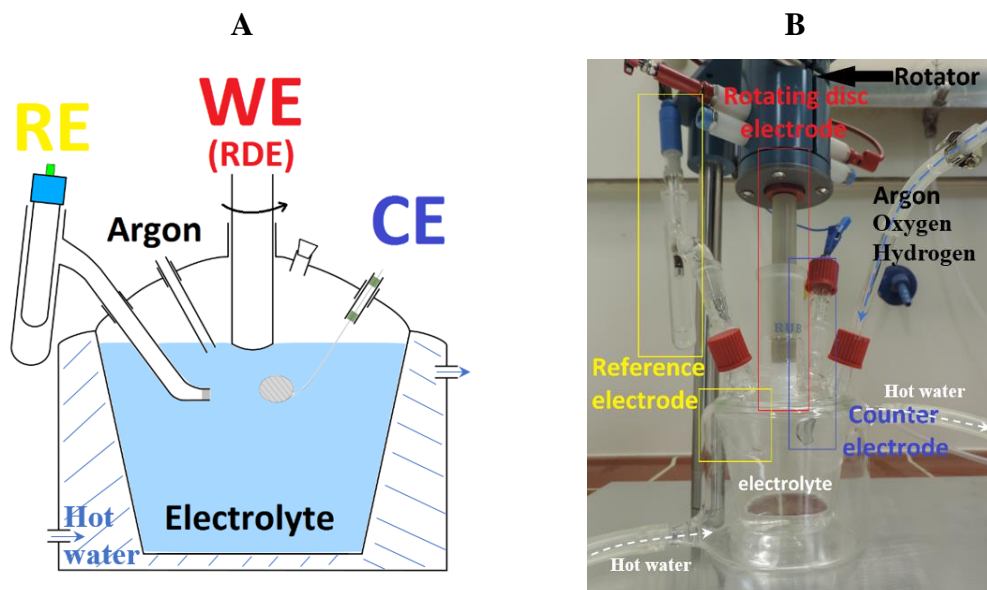 A
B
RE
WE
(RDE)
Argon
CE
Hot
water
Electrolyte
Rotator
Rotating disc
electrode
Argon
Oxygen
Hydrogen
Reference
electrode
Hot water
Counter
electrode
electrolyte
Hot water